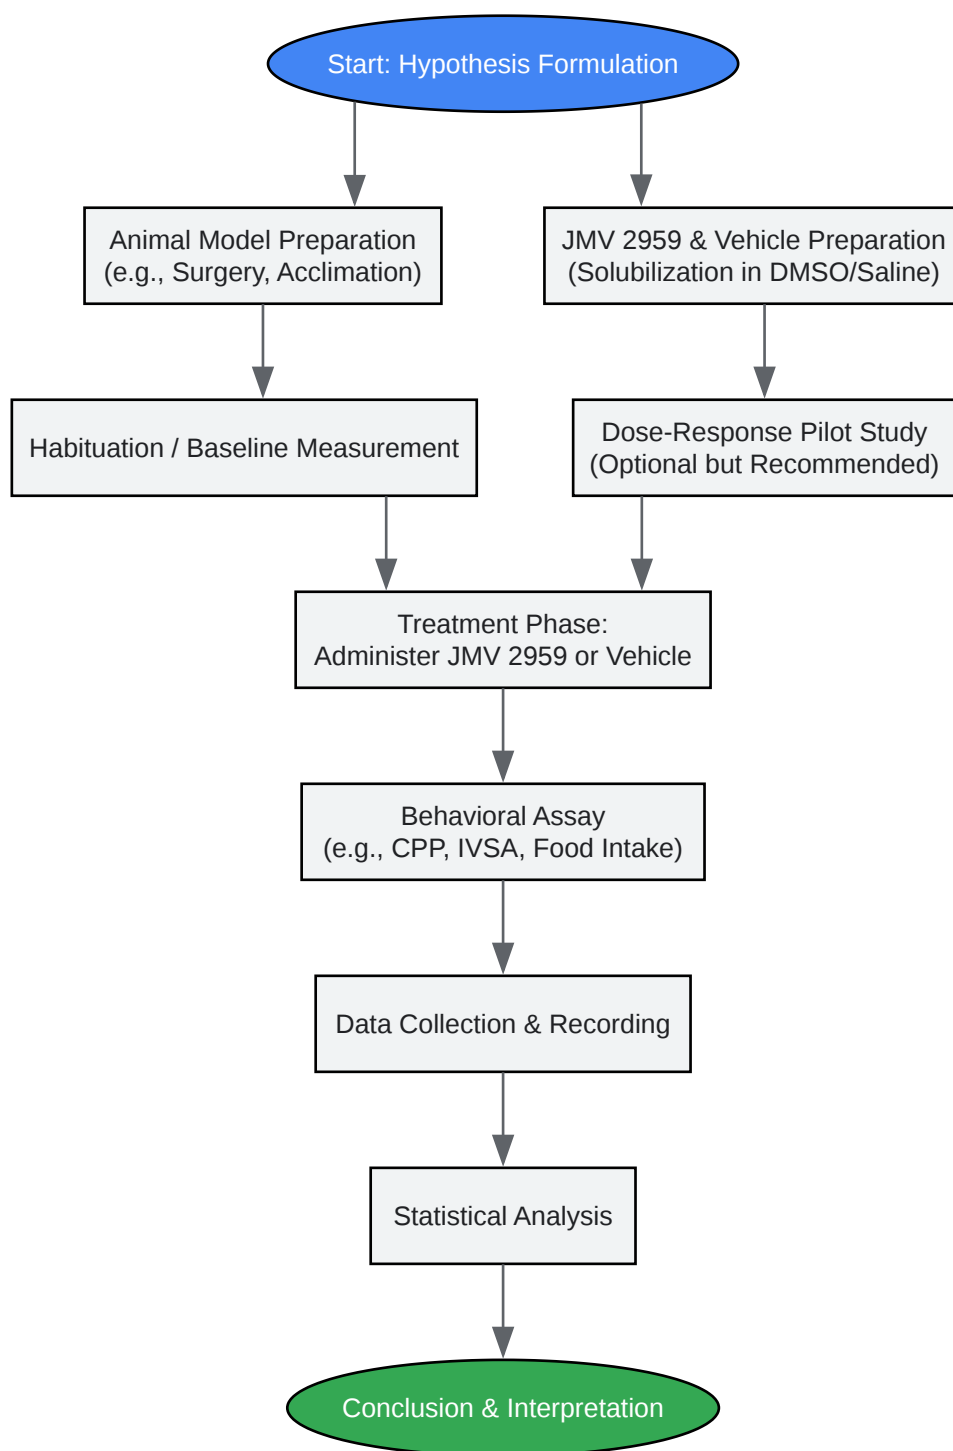 Start: Hypothesis Formulation
Animal Model Preparation
(e.g., Surgery, Acclimation)
JMV 2959 & Vehicle Preparation
(Solubilization in DMSO/Saline)
Habituation / Baseline Measurement
Dose-Response Pilot Study
(Optional but Recommended)
Treatment Phase:
Administer JMV 2959 or Vehicle
Behavioral Assay
(e.g., CPP, IVSA, Food Intake)
Data Collection & Recording
Statistical Analysis
Conclusion & Interpretation